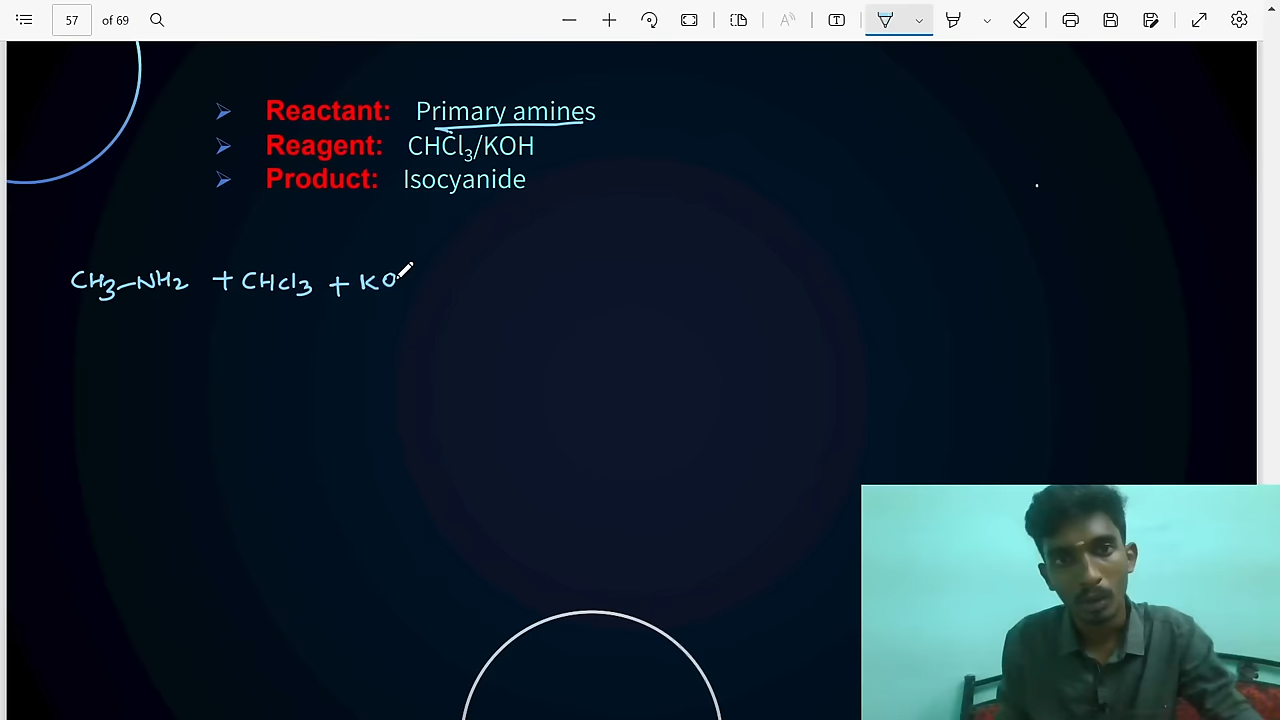 57 of 69
➢ Reactant: Primary amines
➢ Reagent: CHCl₃/KOH
➢ Product: Isocyanide
CH₃–NH₂ + CHCl₃ + KO